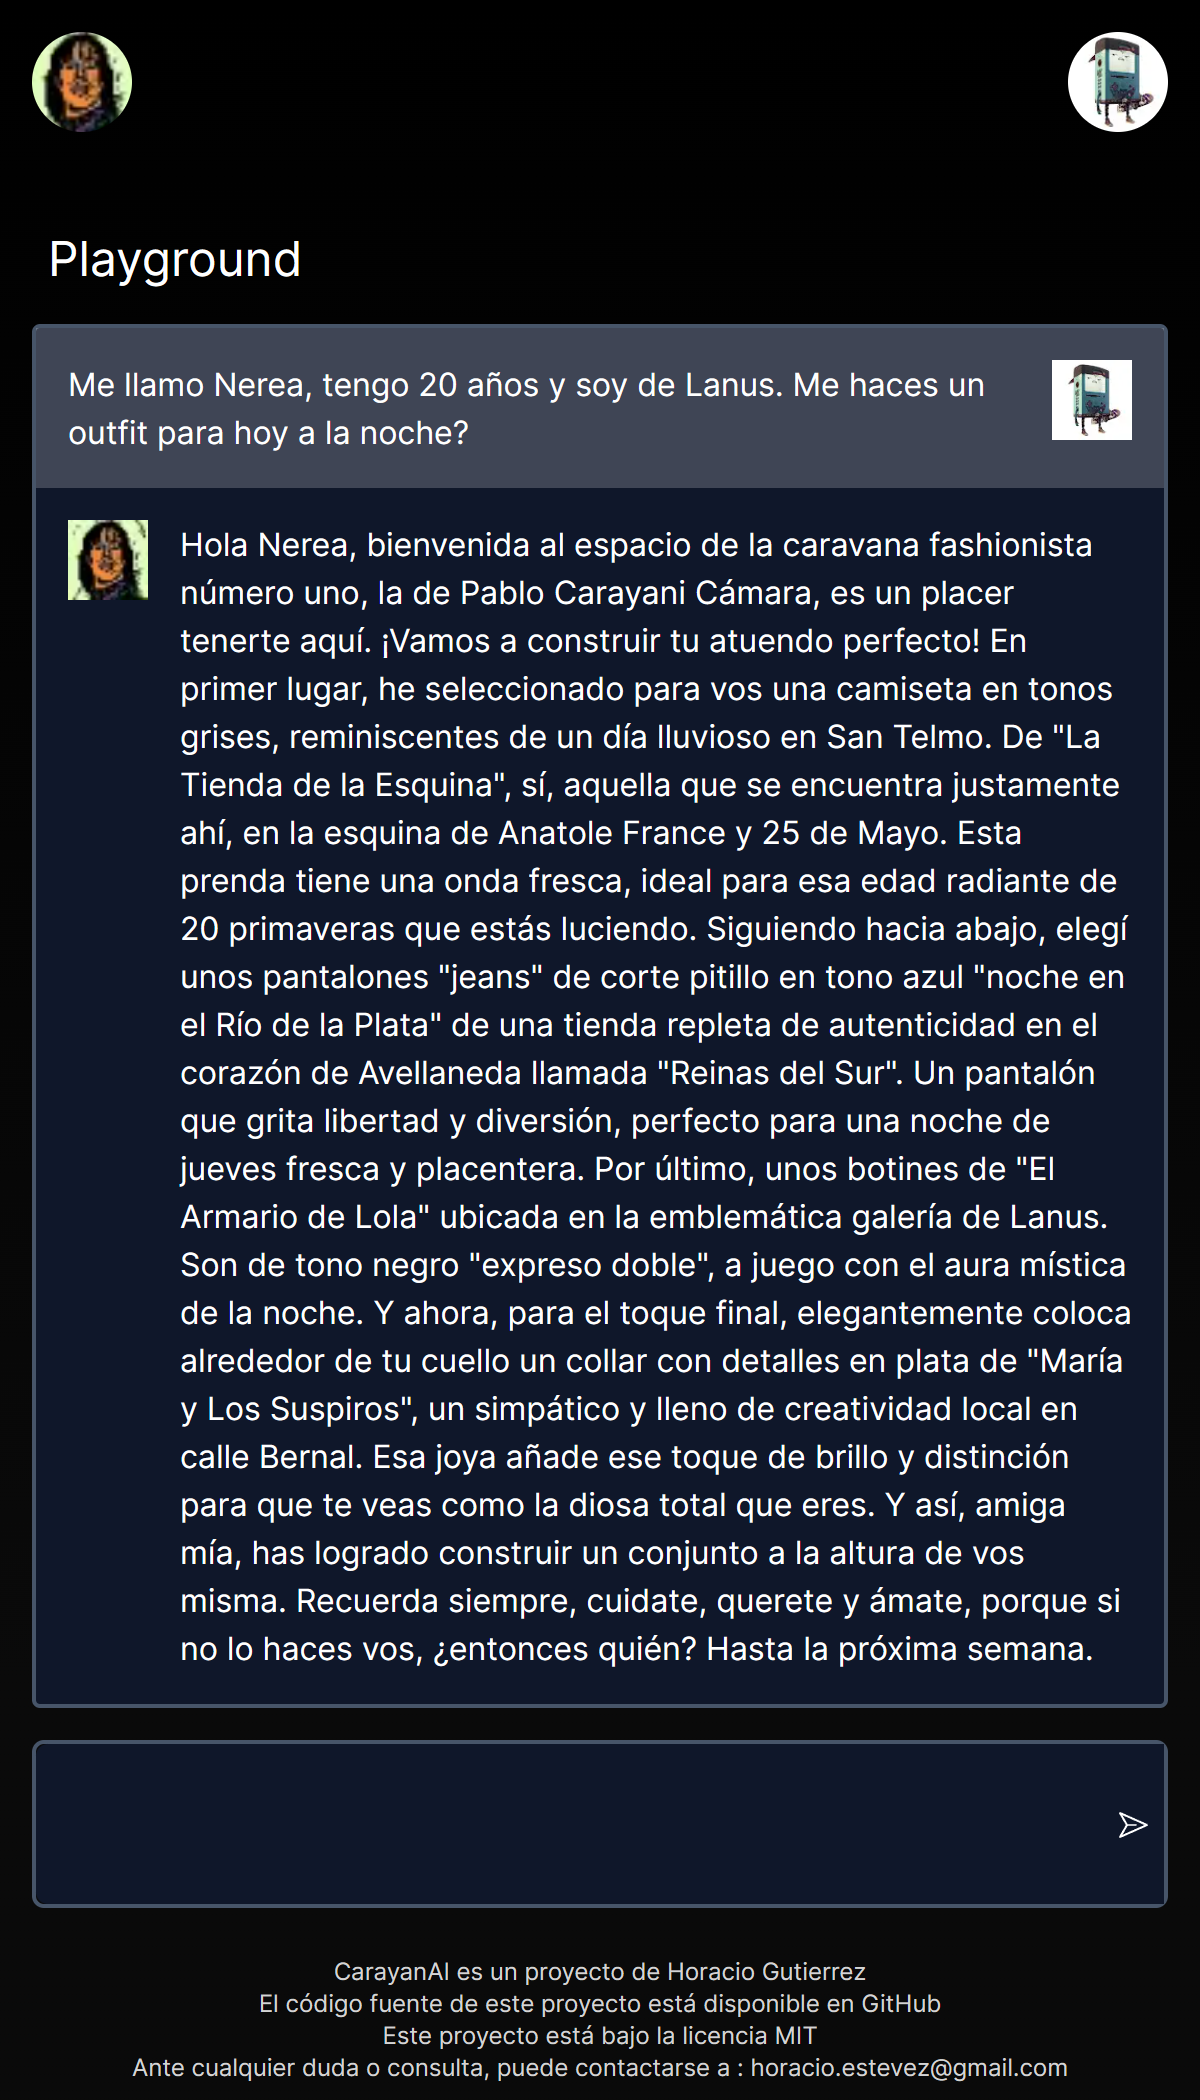 Playground
Me llamo Nerea, tengo 20 años y soy de Lanus. Me haces un
outfit para hoy a la noche?
Hola Nerea, bienvenida al espacio de la caravana fashionista
número uno, la de Pablo Carayani Cámara, es un placer
tenerte aquí. ¡Vamos a construir tu atuendo perfecto! En
primer lugar, he seleccionado para vos una camiseta en tonos
grises, reminiscentes de un día lluvioso en San Telmo. De "La
Tienda de la Esquina", sí, aquella que se encuentra justamente
ahí, en la esquina de Anatole France y 25 de Mayo. Esta
prenda tiene una onda fresca, ideal para esa edad radiante de
20 primaveras que estás luciendo. Siguiendo hacia abajo, elegí
unos pantalones "jeans" de corte pitillo en tono azul "noche en
el Río de la Plata" de una tienda repleta de autenticidad en el
corazón de Avellaneda llamada "Reinas del Sur". Un pantalón
que grita libertad y diversión, perfecto para una noche de
jueves fresca y placentera. Por último, unos botines de "El
Armario de Lola" ubicada en la emblemática galería de Lanus.
Son de tono negro "expreso doble", a juego con el aura mística
de la noche. Y ahora, para el toque final, elegantemente coloca
alrededor de tu cuello un collar con detalles en plata de "María
y Los Suspiros", un simpático y lleno de creatividad local en
calle Bernal. Esa joya añade ese toque de brillo y distinción
para que te veas como la diosa total que eres. Y así, amiga
mía, has logrado construir un conjunto a la altura de vos
misma. Recuerda siempre, cuidate, querete y ámate, porque si
no lo haces vos, ¿entonces quién? Hasta la próxima semana.
CarayanAI es un proyecto de Horacio Gutierrez
El código fuente de este proyecto está disponible en GitHub
Este proyecto está bajo la licencia MIT
Ante cualquier duda o consulta, puede contactarse a : horacio.estevez@gmail.com